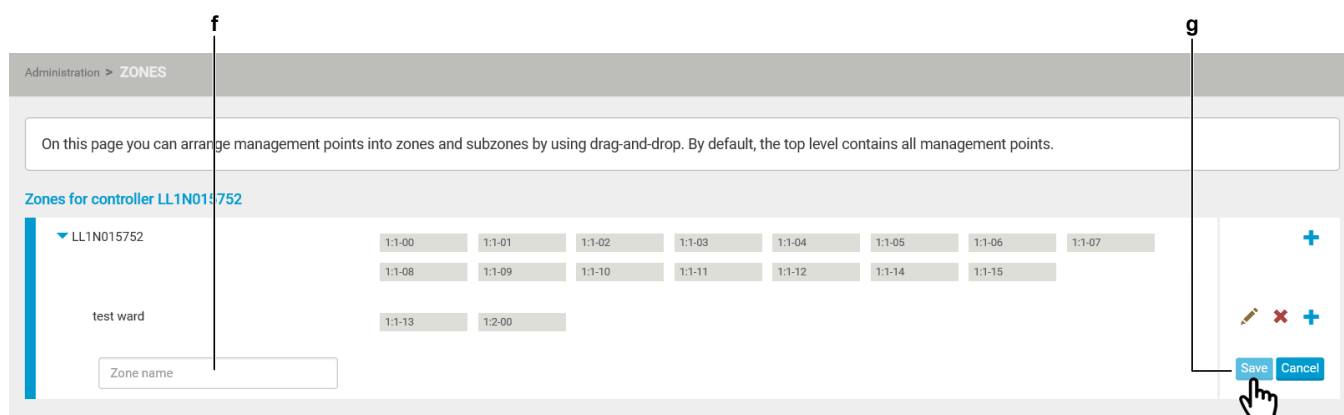 f g
Administration > ZONES
On this page you can arrange management points into zones and subzones by using drag-and-drop. By default, the top level contains all management points.
Zones for controller LL1N015752
LL1N015752 1:1-00 1:1-01 1:1-02 1:1-03 1:1-04 1:1-05 1:1-06 1:1-07
1:1-08 1:1-09 1:1-10 1:1-11 1:1-12 1:1-14 1:1-15
test ward 1:1-13 1:2-00
Zone name Save Cancel